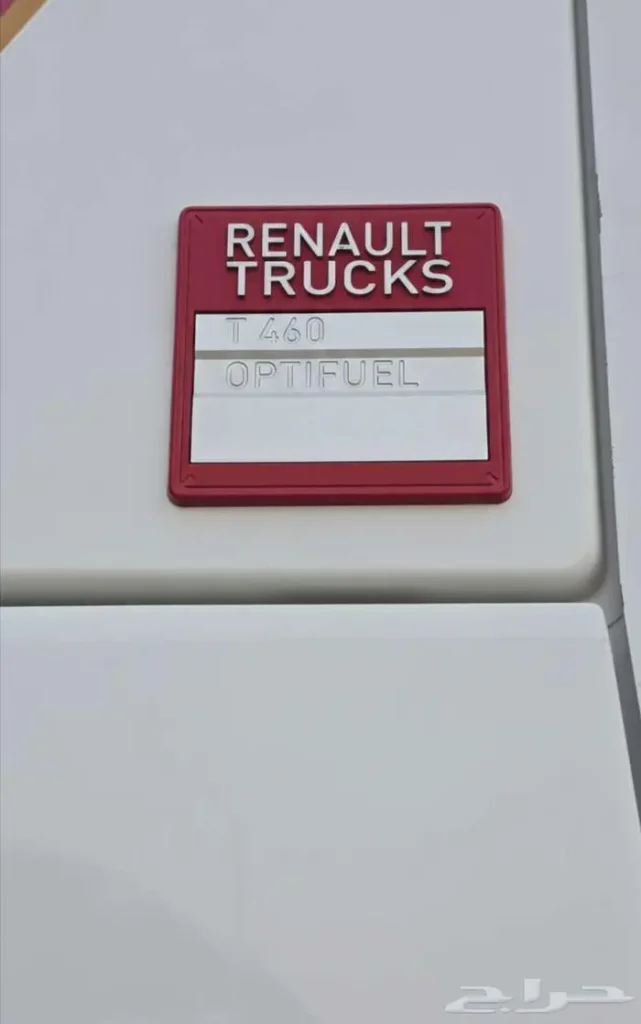 RENAULT
TRUCKS
T 460
OPTIFUEL
حراج